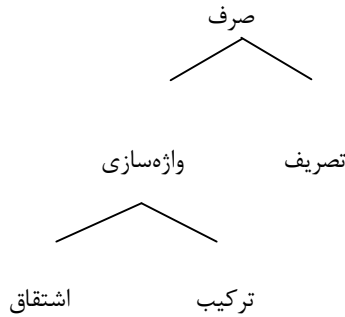 صرف
تصریف
واژه‌سازی
ترکیب
اشتقاق